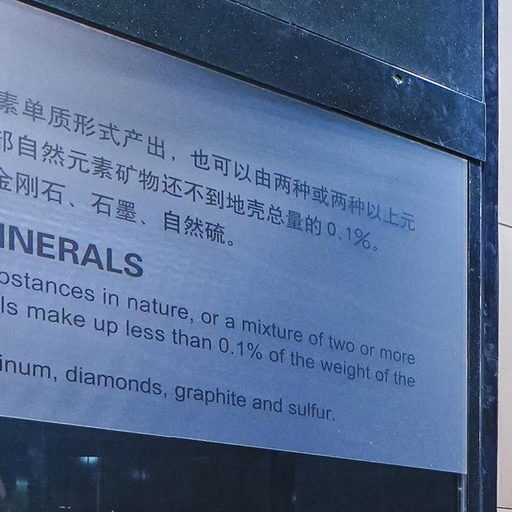 素单质形式产出，也可以由两种或两种以上元
部自然元素矿物还不到地壳总量的 0.1%。
金刚石、石墨、自然硫。
INERALS
bstances in nature, or a mixture of two or more
ls make up less than 0.1% of the weight of the
inum, diamonds, graphite and sulfur.